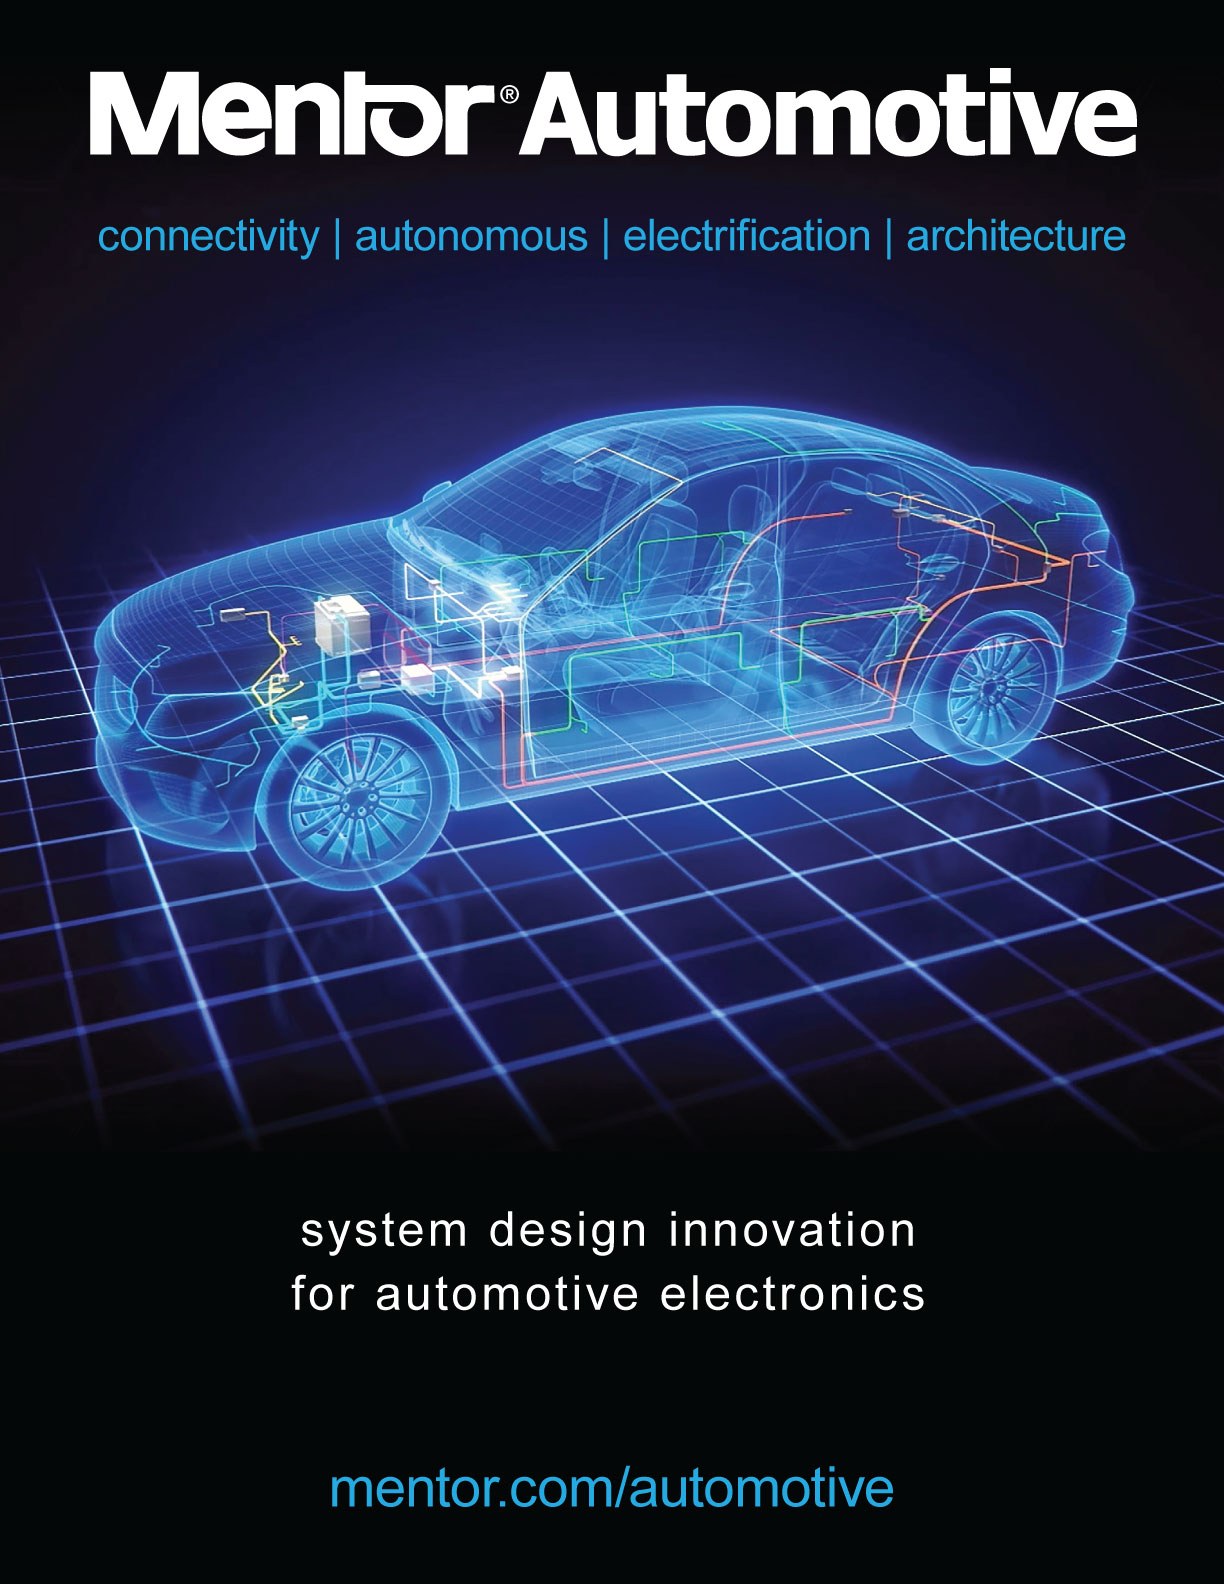 Mentor® Automotive
connectivity | autonomous | electrification | architecture
system design innovation
for automotive electronics
mentor.com/automotive